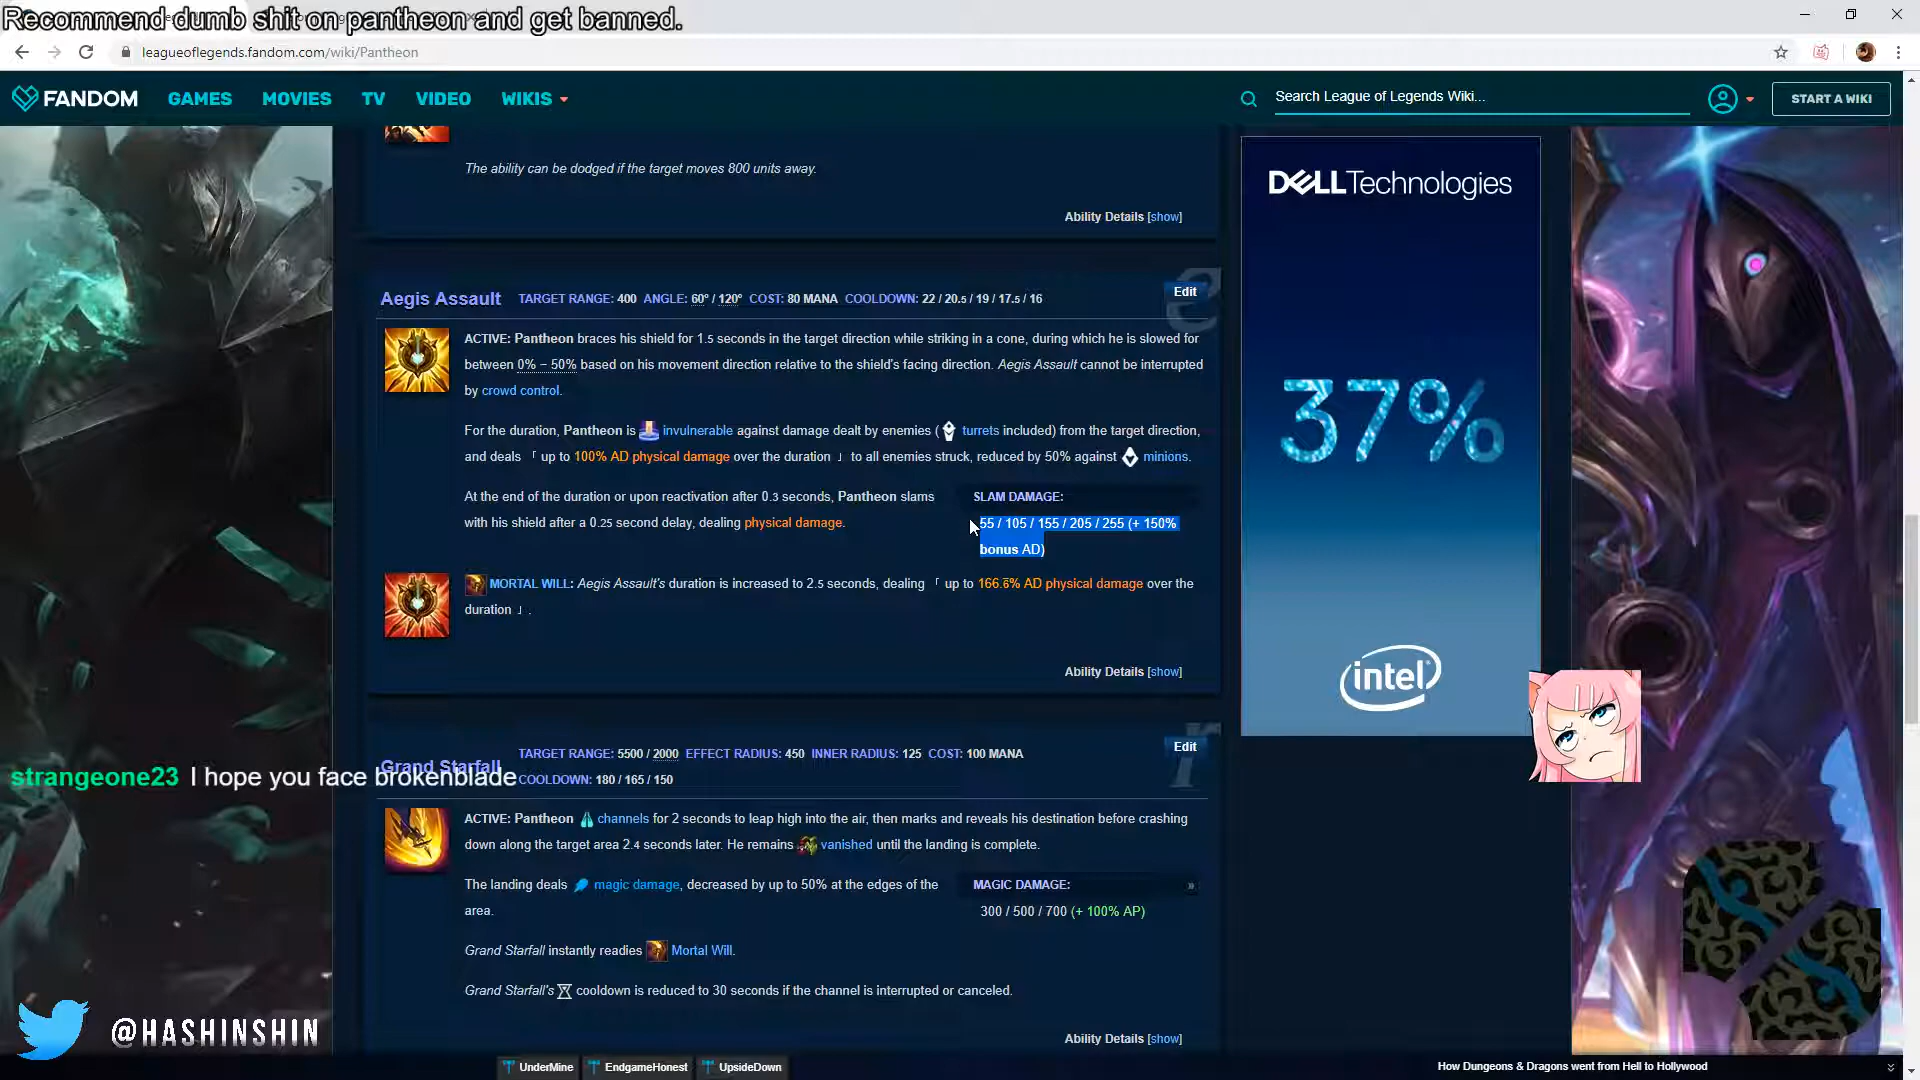 Recommend dumb shit on pantheon and get banned.
leagueoflegends.fandom.com/wiki/Pantheon
FANDOM GAMES MOVIES TV VIDEO WIKIS Search League of Legends Wiki... START A WIKI
The ability can be dodged if the target moves 800 units away.
Ability Details [show]
Aegis Assault TARGET RANGE: 400 ANGLE: 60° / 120° COST: 80 MANA COOLDOWN: 22 / 20.5 / 19 / 17.5 / 16
Edit
ACTIVE: Pantheon braces his shield for 1.5 seconds in the target direction while striking in a cone, during which he is slowed for
between 0% – 50% based on his movement direction relative to the shield's facing direction. Aegis Assault cannot be interrupted
by crowd control.
For the duration, Pantheon is invulnerable against damage dealt by enemies ( turrets included) from the target direction,
and deals 「 up to 100% AD physical damage over the duration 」 to all enemies struck, reduced by 50% against minions.
At the end of the duration or upon reactivation after 0.3 seconds, Pantheon slams
with his shield after a 0.25 second delay, dealing physical damage.
SLAM DAMAGE:
55 / 105 / 155 / 205 / 255 (+ 150%
bonus AD)
MORTAL WILL: Aegis Assault's duration is increased to 2.5 seconds, dealing 「 up to 166.6% AD physical damage over the
duration 」.
Ability Details [show]
Grand Starfall TARGET RANGE: 5500 / 2000 EFFECT RADIUS: 450 INNER RADIUS: 125 COST: 100 MANA
COOLDOWN: 180 / 165 / 150
Edit
strangeone23 I hope you face brokenblade
ACTIVE: Pantheon channels for 2 seconds to leap high into the air, then marks and reveals his destination before crashing
down along the target area 2.4 seconds later. He remains vanished until the landing is complete.
The landing deals magic damage, decreased by up to 50% at the edges of the
area.
MAGIC DAMAGE: »
300 / 500 / 700 (+ 100% AP)
Grand Starfall instantly readies Mortal Will.
Grand Starfall's cooldown is reduced to 30 seconds if the channel is interrupted or canceled.
Ability Details [show]
DELLTechnologies
37%
intel
@HASHINSHIN
UnderMine EndgameHonest UpsideDown
How Dungeons & Dragons went from Hell to Hollywood